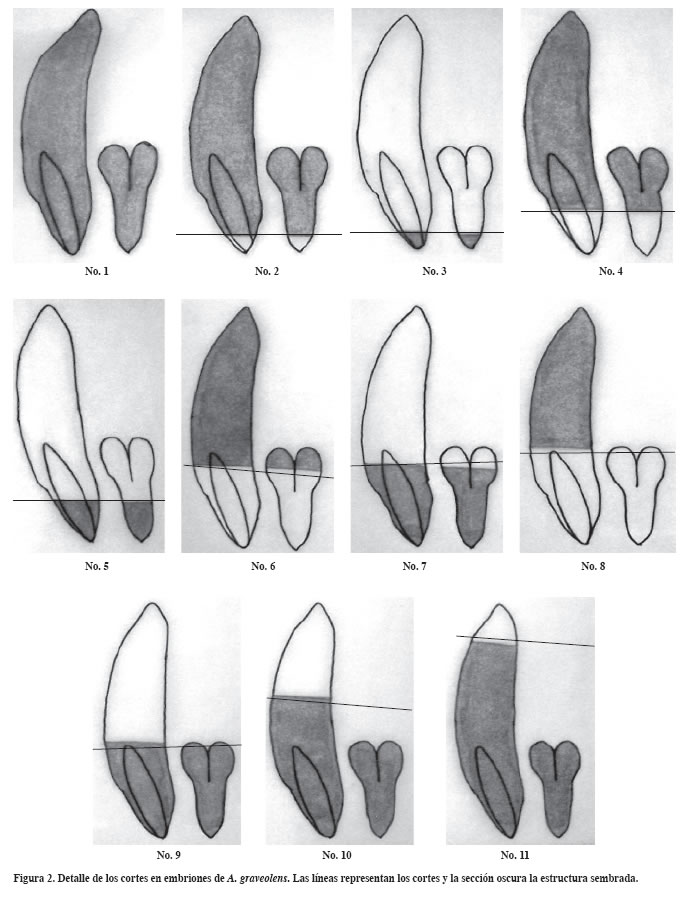 No. 1
No. 2
No. 3
No. 4
No. 5
No. 6
No. 7
No. 8
No. 9
No. 10
No. 11
Figura 2. Detalle de los cortes en embriones de A. graveolens. Las líneas representan los cortes y la sección oscura la estructura sembrada.